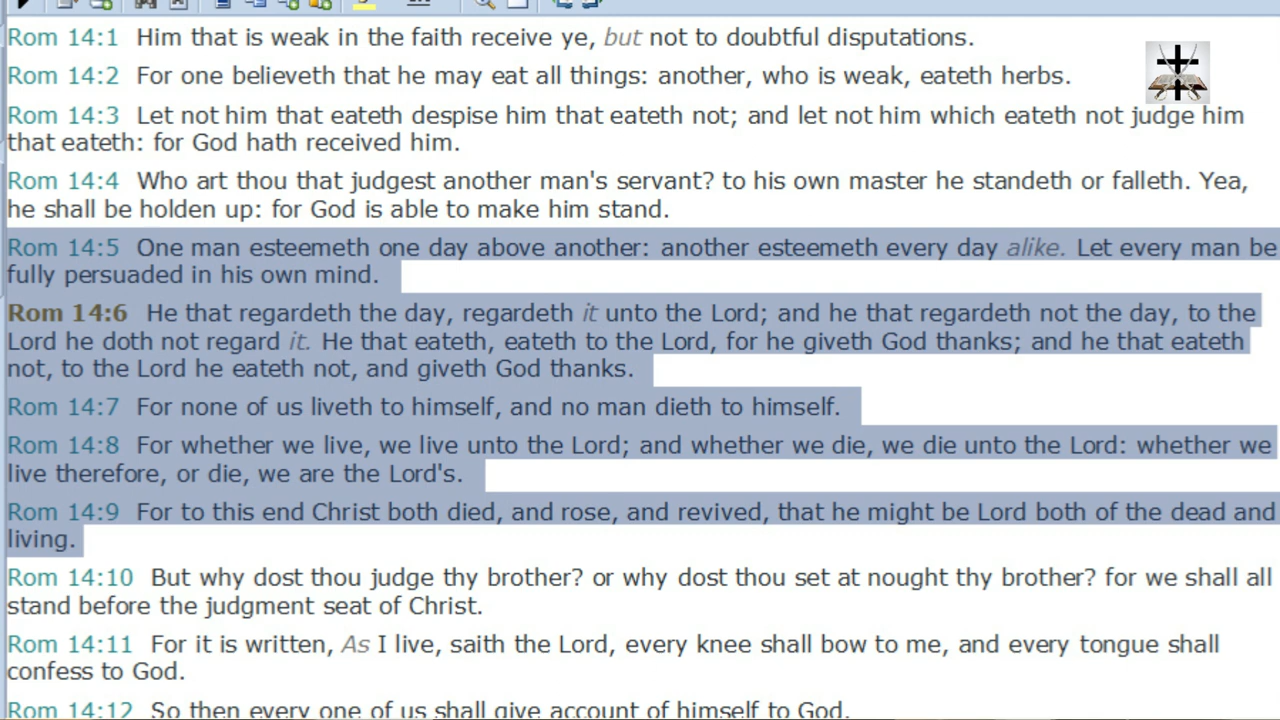 Rom 14:1 Him that is weak in the faith receive ye, but not to doubtful disputations.
Rom 14:2 For one believeth that he may eat all things: another, who is weak, eateth herbs.
Rom 14:3 Let not him that eateth despise him that eateth not; and let not him which eateth not judge him
that eateth: for God hath received him.
Rom 14:4 Who art thou that judgest another man's servant? to his own master he standeth or falleth. Yea,
he shall be holden up: for God is able to make him stand.
Rom 14:5 One man esteemeth one day above another: another esteemeth every day alike. Let every man be
fully persuaded in his own mind.
Rom 14:6 He that regardeth the day, regardeth it unto the Lord; and he that regardeth not the day, to the
Lord he doth not regard it. He that eateth, eateth to the Lord, for he giveth God thanks; and he that eateth
not, to the Lord he eateth not, and giveth God thanks.
Rom 14:7 For none of us liveth to himself, and no man dieth to himself.
Rom 14:8 For whether we live, we live unto the Lord; and whether we die, we die unto the Lord: whether we
live therefore, or die, we are the Lord's.
Rom 14:9 For to this end Christ both died, and rose, and revived, that he might be Lord both of the dead and
living.
Rom 14:10 But why dost thou judge thy brother? or why dost thou set at nought thy brother? for we shall all
stand before the judgment seat of Christ.
Rom 14:11 For it is written, As I live, saith the Lord, every knee shall bow to me, and every tongue shall
confess to God.
Rom 14:12 So then every one of us shall give account of himself to God.